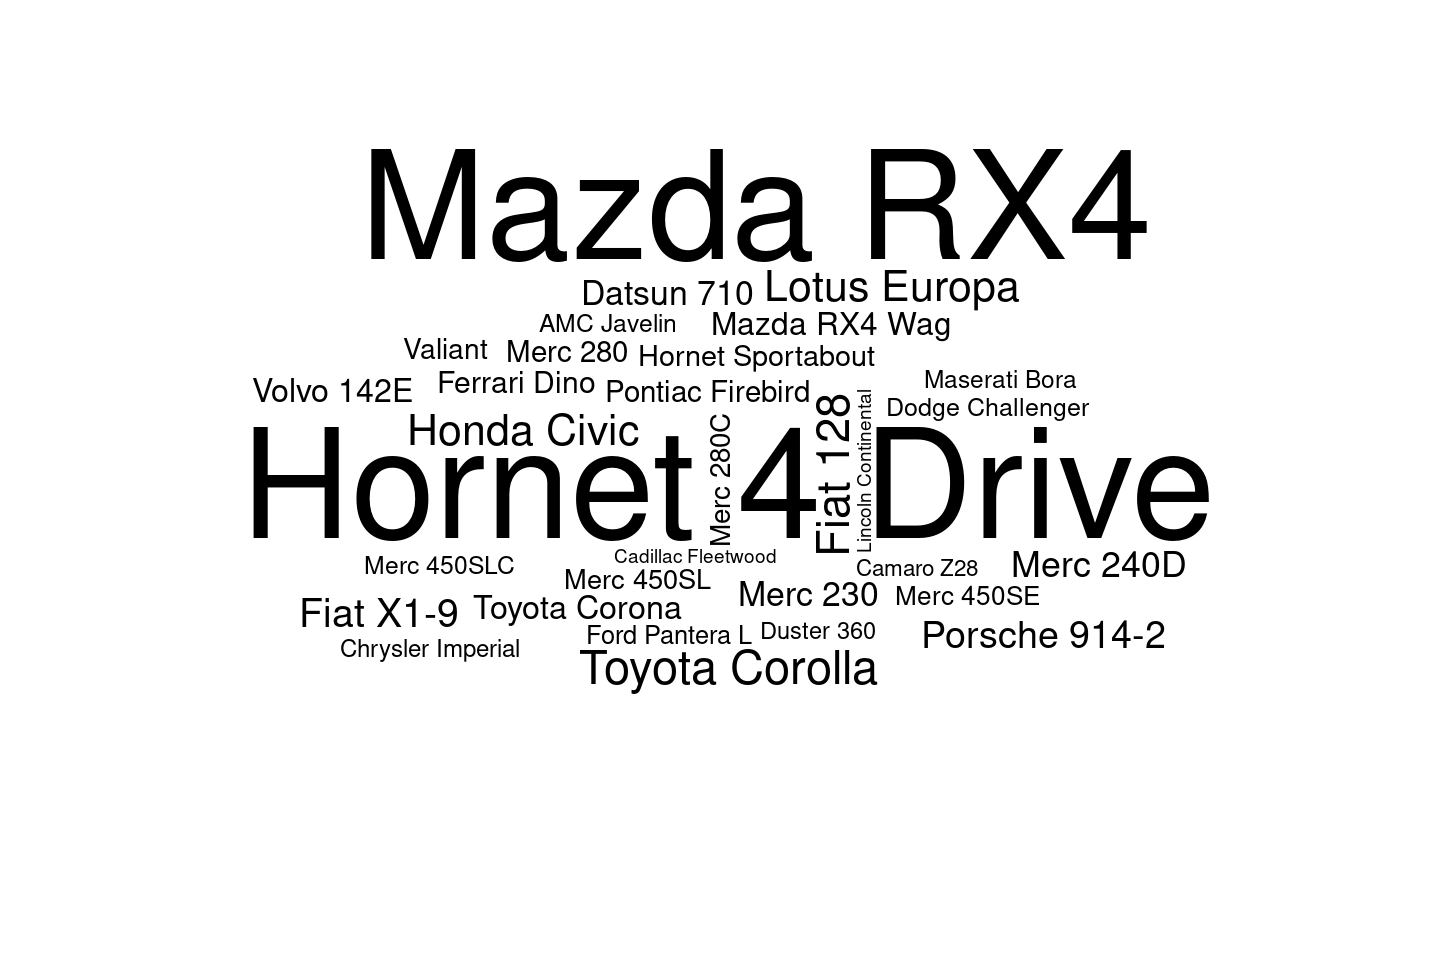 Mazda RX4
Datsun 710
Lotus Europa
AMC Javelin
Mazda RX4 Wag
Valiant
Merc 280
Hornet Sportabout
Volvo 142E
Ferrari Dino
Pontiac Firebird
Maserati Bora
Dodge Challenger
Honda Civic
Hornet 4 Drive
Merc 280C
Fiat 128
Lincoln Continental
Merc 450SLC
Cadillac Fleetwood
Camaro Z28
Merc 240D
Merc 450SL
Merc 230
Merc 450SE
Fiat X1-9
Toyota Corona
Ford Pantera L
Duster 360
Porsche 914-2
Chrysler Imperial
Toyota Corolla